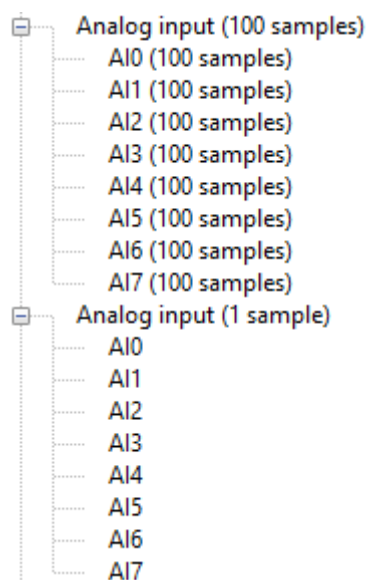 Analog input (100 samples)
AI0 (100 samples)
AI1 (100 samples)
AI2 (100 samples)
AI3 (100 samples)
AI4 (100 samples)
AI5 (100 samples)
AI6 (100 samples)
AI7 (100 samples)
Analog input (1 sample)
AI0
AI1
AI2
AI3
AI4
AI5
AI6
AI7